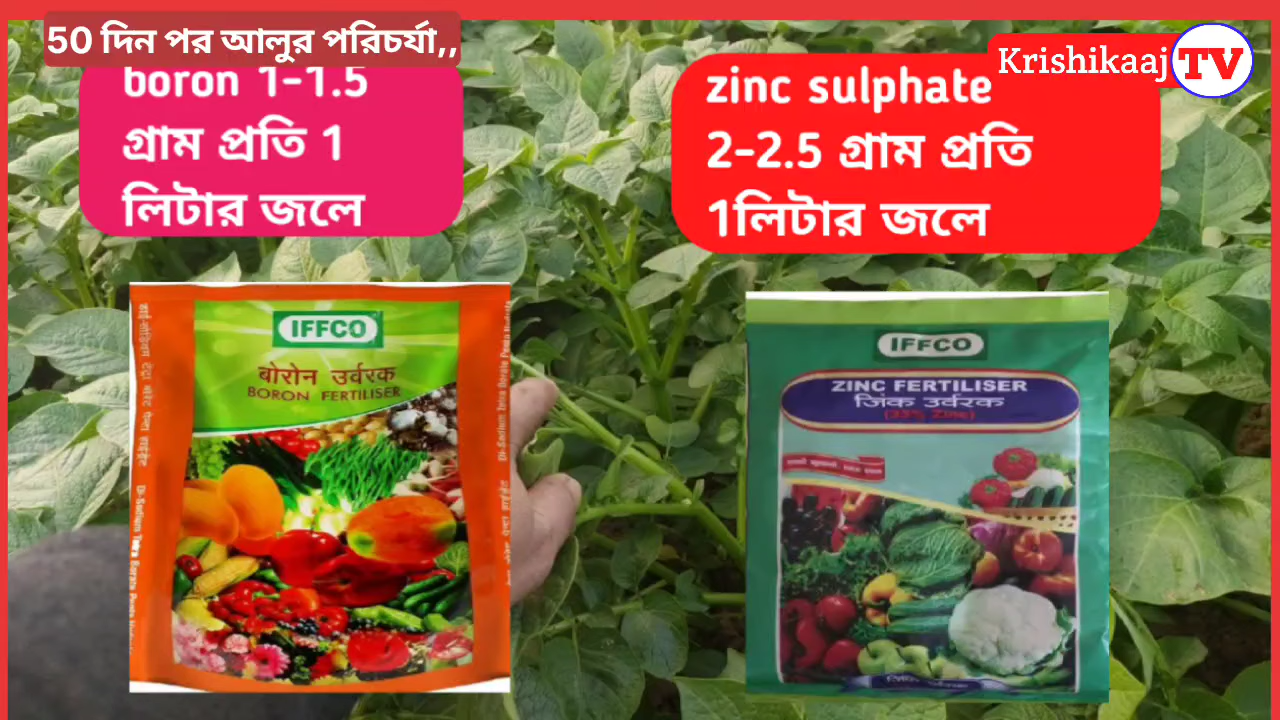 50 দিন পর আলুর পরিচর্যা,,
boron 1-1.5
গ্রাম প্রতি 1
লিটার জলে
zinc sulphate
2-2.5 গ্রাম প্রতি
1লিটার জলে
Krishikaaj TV
IFFCO
बोरोन उर्वरक
BORON FERTILISER
IFFCO
ZINC FERTILISER
जिंक उर्वरक
(33% Zinc)